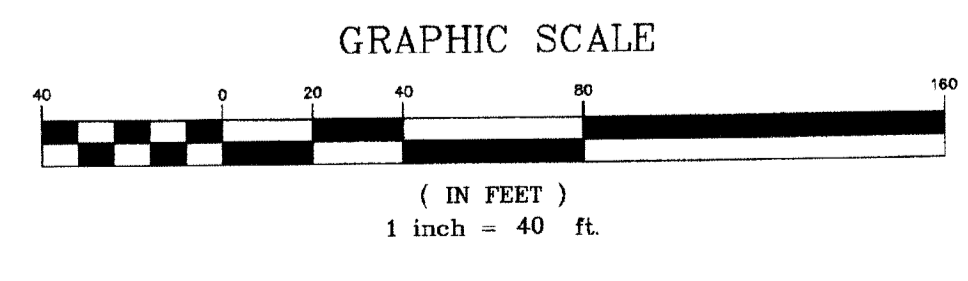 GRAPHIC SCALE
40 0 20 40 80 160
( IN FEET )
1 inch = 40 ft.